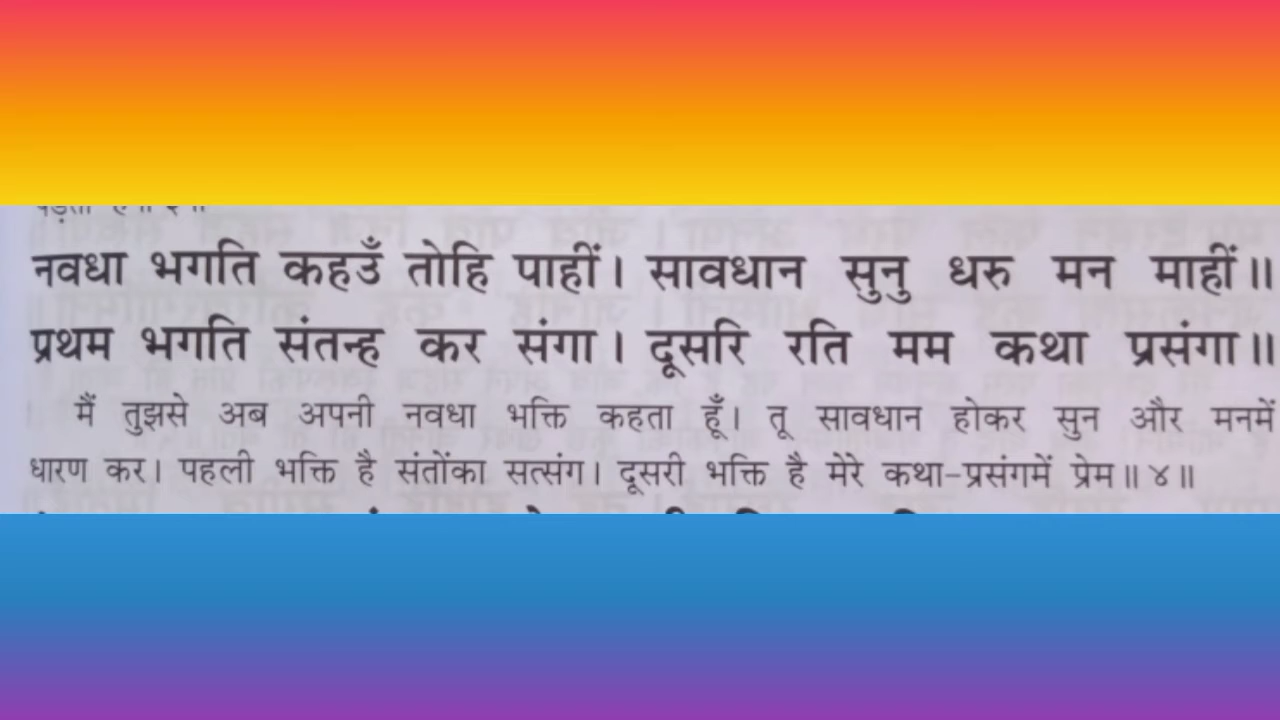 नवधा भगति कहउँ तोहि पाहीं। सावधान सुनु धरु मन माहीं॥
प्रथम भगति संतन्ह कर संगा। दूसरि रति मम कथा प्रसंगा॥
मैं तुझसे अब अपनी नवधा भक्ति कहता हूँ। तू सावधान होकर सुन और मनमें
धारण कर। पहली भक्ति है संतोंका सत्संग। दूसरी भक्ति है मेरे कथा-प्रसंगमें प्रेम॥४॥